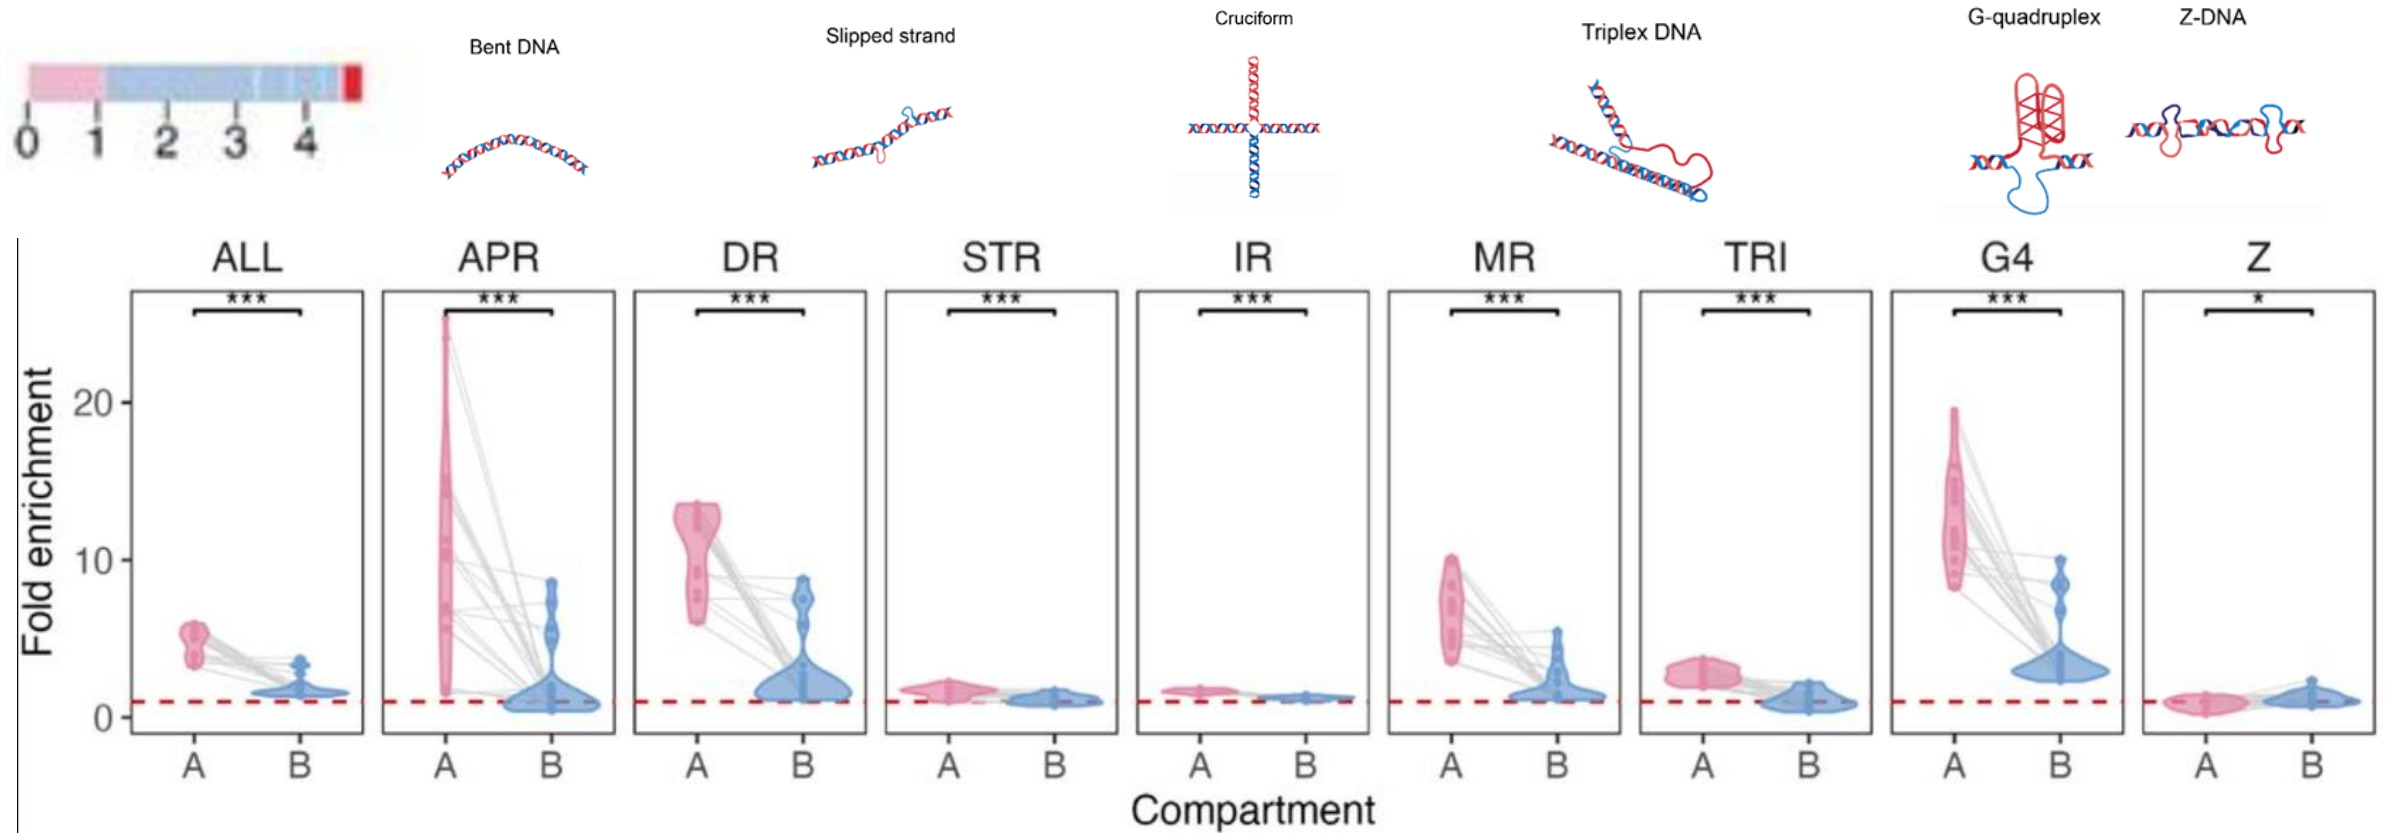 Bent DNA
Slipped strand
Cruciform
Triplex DNA
G-quadruplex
Z-DNA
0 1 2 3 4
ALL APR DR STR IR MR TRI G4 Z
*** *** *** *** *** *** *** *** *
Fold enrichment
20
10
0
A B A B A B A B A B A B A B A B A B
Compartment